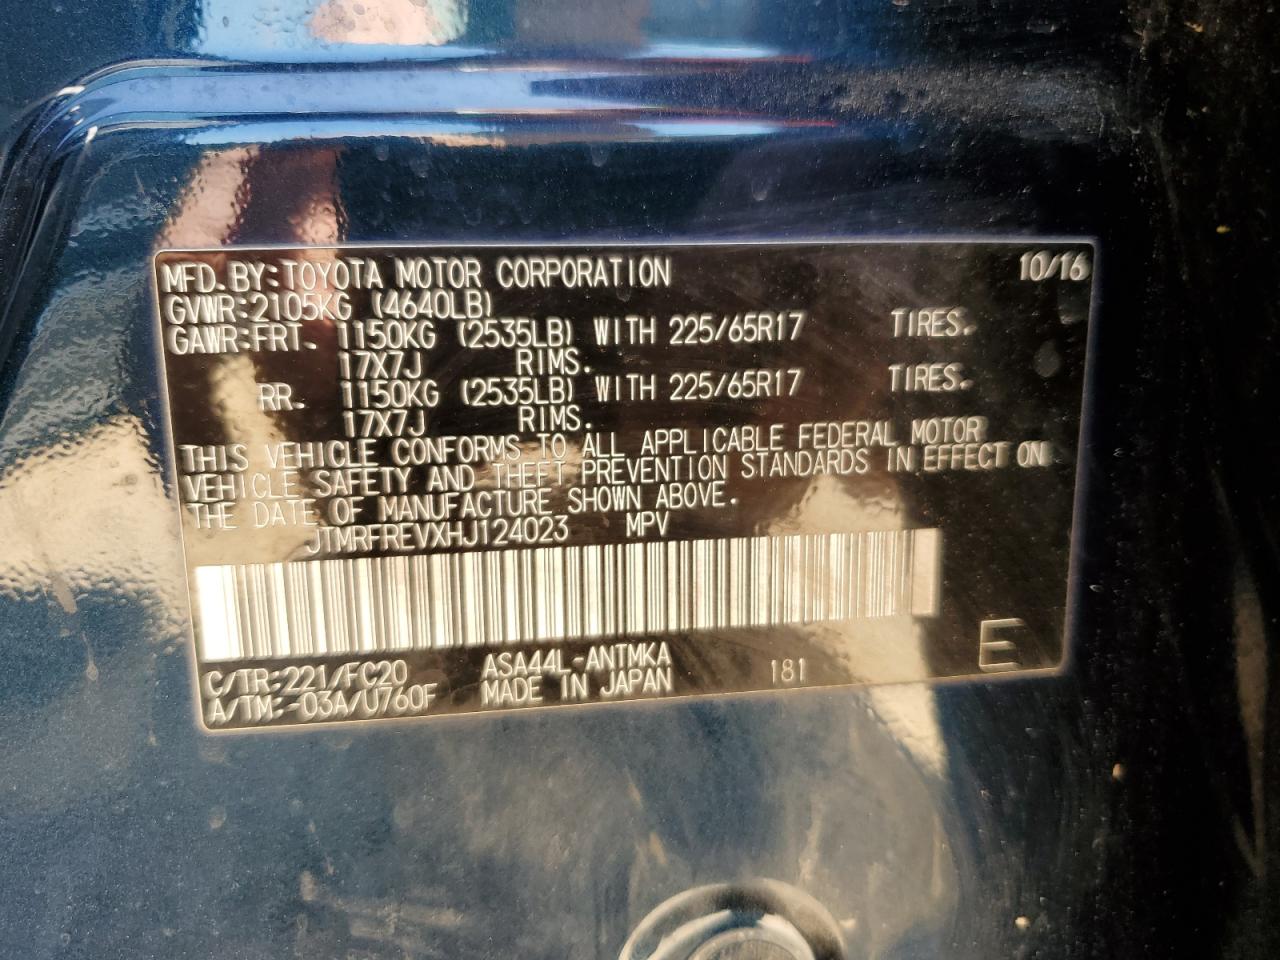 MFD.BY:TOYOTA MOTOR CORPORATION 10/16
GVWR:2105KG (4640LB)
GAWR:FRT. 1150KG (2535LB) WITH 225/65R17 TIRES.
17X7J RIMS.
RR. 1150KG (2535LB) WITH 225/65R17 TIRES.
17X7J RIMS.
THIS VEHICLE CONFORMS TO ALL APPLICABLE FEDERAL MOTOR
VEHICLE SAFETY AND THEFT PREVENTION STANDARDS IN EFFECT ON
THE DATE OF MANUFACTURE SHOWN ABOVE.
JTMRFREVXHJ124023 MPV
C/TR:221/FC20 ASA44L-ANTMKA 181 E
A/TM:-03A/U760F MADE IN JAPAN